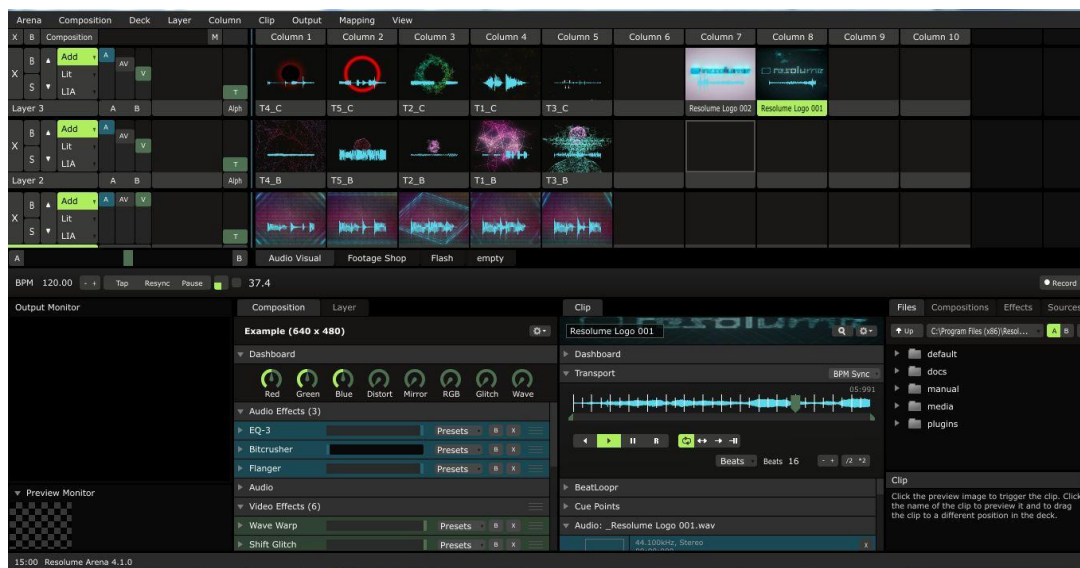 Arena Composition Deck Layer Column Clip Output Mapping View
X B Composition M Column 1 Column 2 Column 3 Column 4 Column 5 Column 6 Column 7 Column 8 Column 9 Column 10
B Add A AV V
X Lit
S LIA T
Layer 3 A B Alph T4_C T5_C T2_C T1_C T3_C Resolume Logo 002 Resolume Logo 001
B Add A AV V
X Lit
S LIA T
Layer 2 A B Alph T4_B T5_B T2_B T1_B T3_B
B Add A AV V
X Lit
S LIA T
A B Audio Visual Footage Shop Flash empty
BPM 120.00 - + Tap Resync Pause 37.4 Record
Output Monitor
Composition Layer
Example (640 x 480)
Dashboard
Red Green Blue Distort Mirror RGB Glitch Wave
Audio Effects (3)
EQ-3 Presets B X
Bitcrusher Presets B X
Flanger Presets B X
Audio
Video Effects (6)
Wave Warp Presets B X
Shift Glitch Presets B X
Clip
Resolume Logo 001
Dashboard
Transport BPM Sync
05:991
R
Beats Beats 16 - + /2 *2
BeatLoopr
Cue Points
Audio: _Resolume Logo 001.wav
44.100kHz, Stereo X
Files Compositions Effects Sources
Up C:\Program Files (x86)\Resol... A B
default
docs
manual
media
plugins
Clip
Click the preview image to trigger the clip. Click
the name of the clip to preview it and to drag
the clip to a different position in the deck.
Preview Monitor
15:00 Resolume Arena 4.1.0